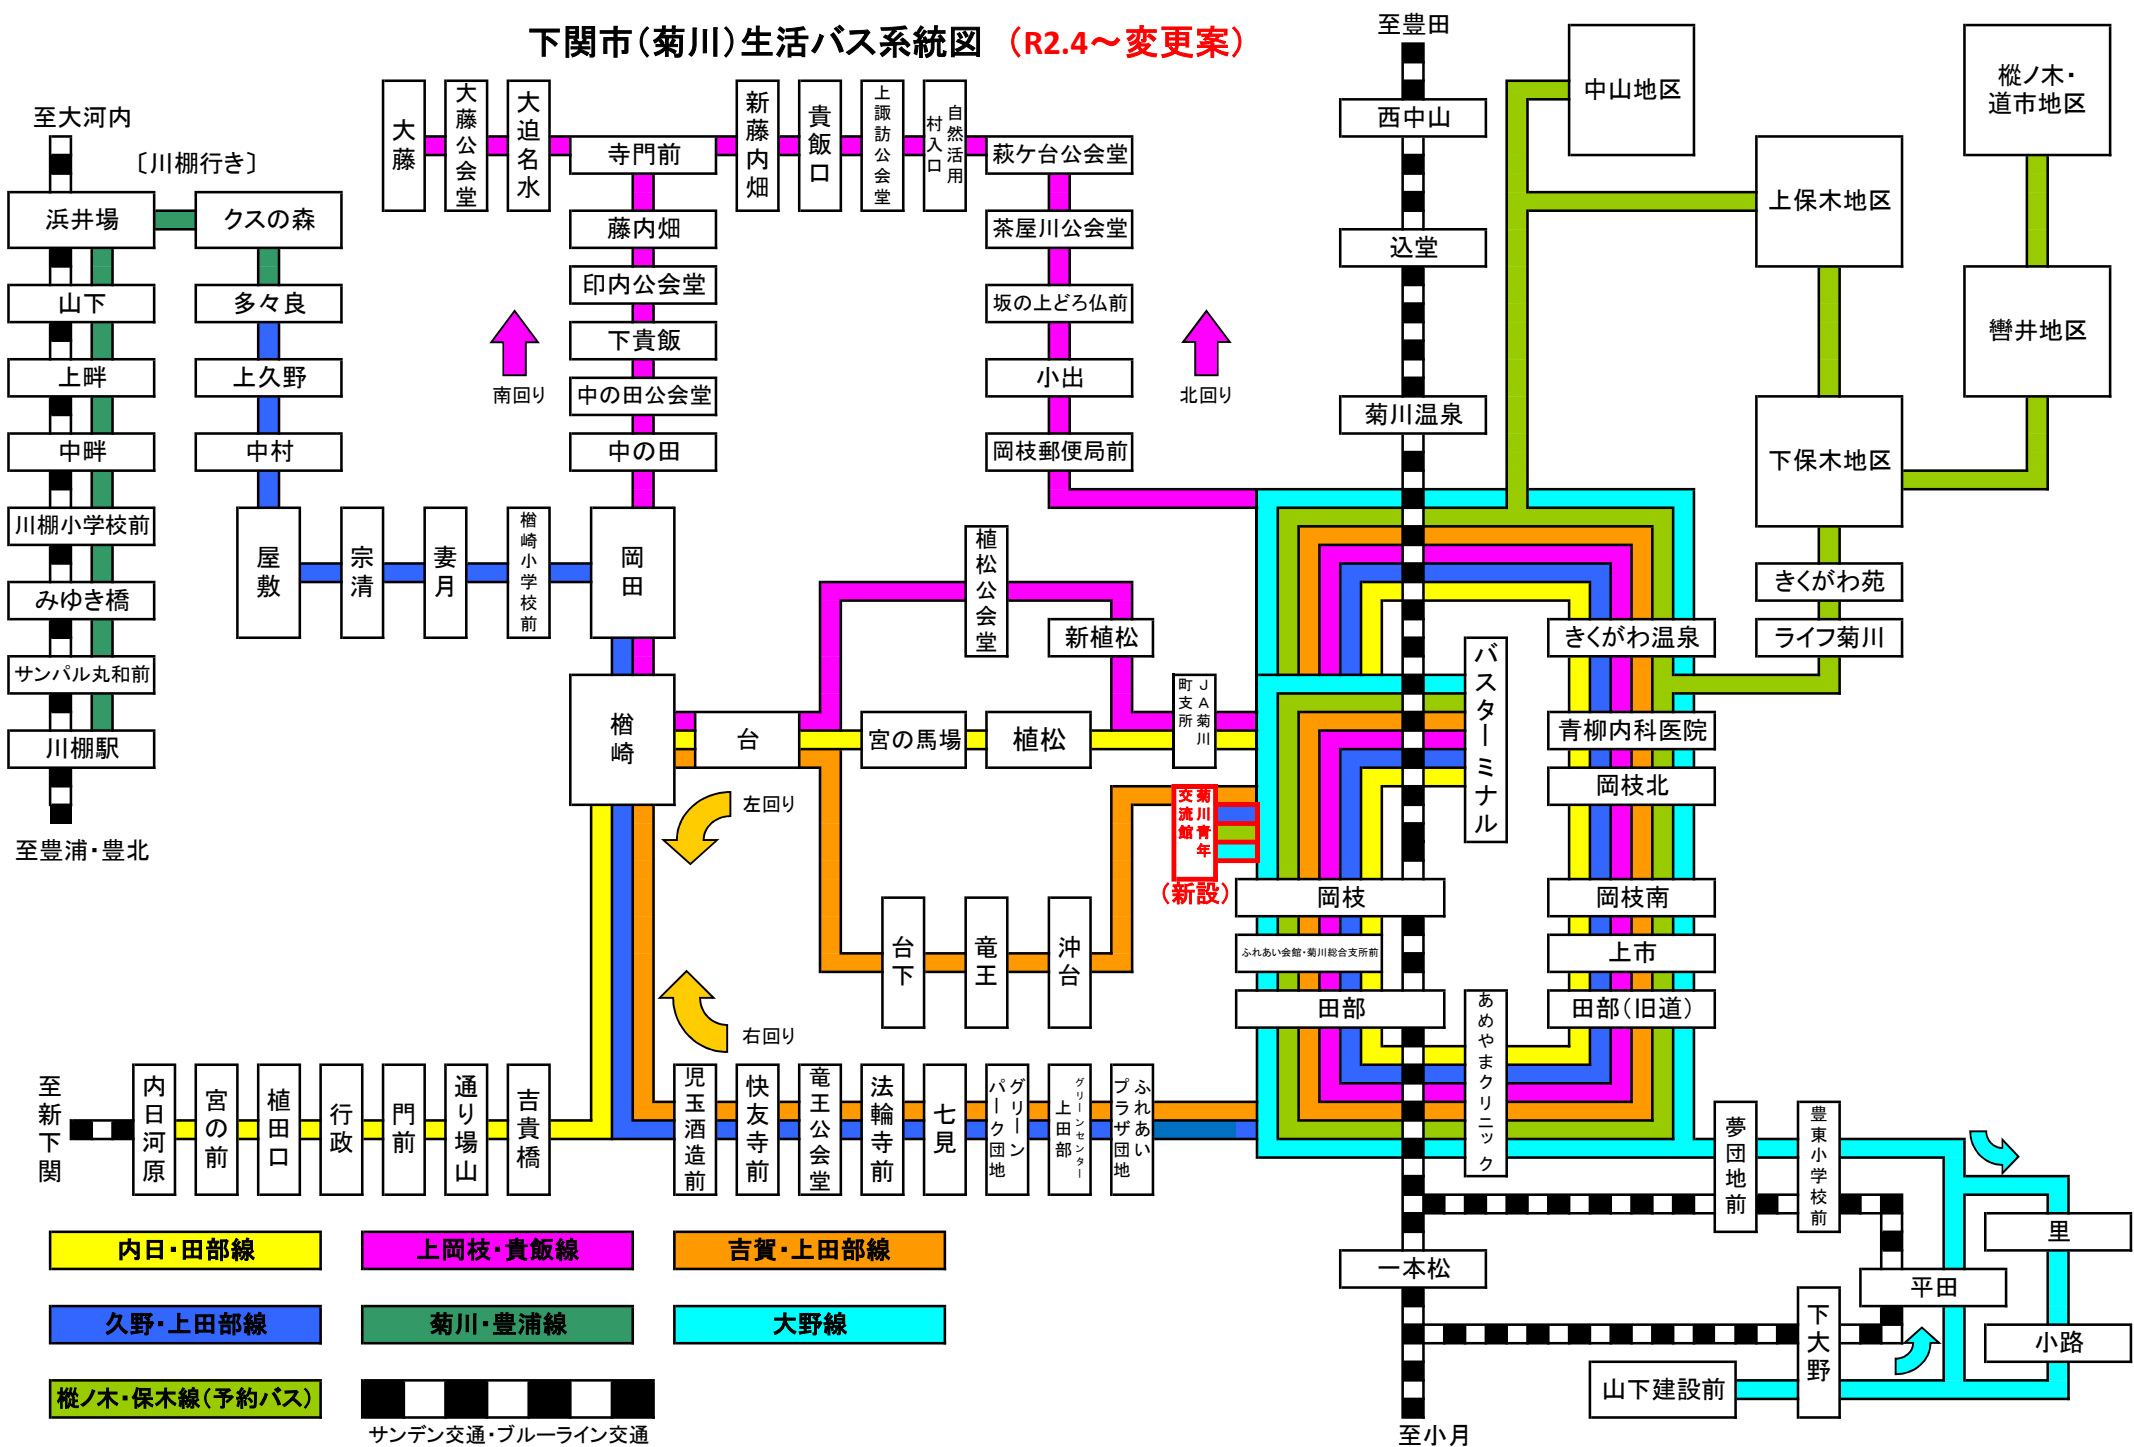 下関市(菊川)生活バス系統図 (R2.4～変更案)
至豊田
至大河内
〔川棚行き〕
浜井場
クスの森
山下
多々良
上畔
上久野
中畔
中村
川棚小学校前
みゆき橋
サンパル丸和前
川棚駅
至豊浦・豊北
屋敷
宗清
妻月
楢崎小学校前
岡田
楢崎
大藤
大藤公会堂
大迫名水
寺門前
新藤内畑
貴飯口
上諏訪公会堂
自然活用村入口
萩ケ台公会堂
藤内畑
印内公会堂
下貴飯
中の田公会堂
中の田
南回り
茶屋川公会堂
坂の上どろ仏前
小出
岡枝郵便局前
北回り
西中山
込堂
菊川温泉
中山地区
上保木地区
樅ノ木・
道市地区
轡井地区
下保木地区
きくがわ苑
ライフ菊川
植松公会堂
新植松
台
宮の馬場
植松
JA菊川町支所
菊川青年交流館
(新設)
左回り
右回り
台下
竜王
沖台
バスターミナル
きくがわ温泉
青柳内科医院
岡枝北
岡枝南
上市
田部(旧道)
岡枝
ふれあい会館・菊川総合支所前
田部
あめやまクリニック
至新下関
内日河原
宮の前
植田口
行政
門前
通り場山
吉貴橋
児玉酒造前
快友寺前
竜王公会堂
法輪寺前
七見
グリーンパーク団地
グリーンセンター上田部
ふれあいプラザ団地
夢団地前
豊東小学校前
里
平田
小路
下大野
山下建設前
一本松
至小月
内日・田部線
上岡枝・貴飯線
吉賀・上田部線
久野・上田部線
菊川・豊浦線
大野線
樅ノ木・保木線(予約バス)
サンデン交通・ブルーライン交通